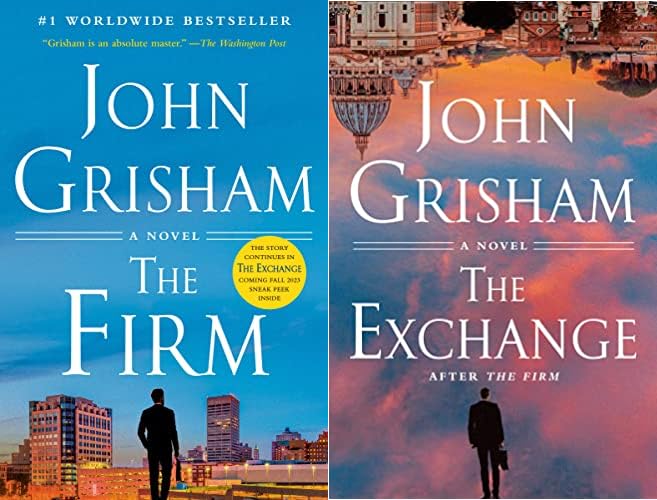 #1 WORLDWIDE BESTSELLER
“Grisham is an absolute master.” —The Washington Post
JOHN
GRISHAM
A NOVEL
THE
FIRM
THE STORY
CONTINUES IN
THE EXCHANGE
COMING FALL 2023
SNEAK PEEK
INSIDE
JOHN
GRISHAM
A NOVEL
THE
EXCHANGE
AFTER THE FIRM